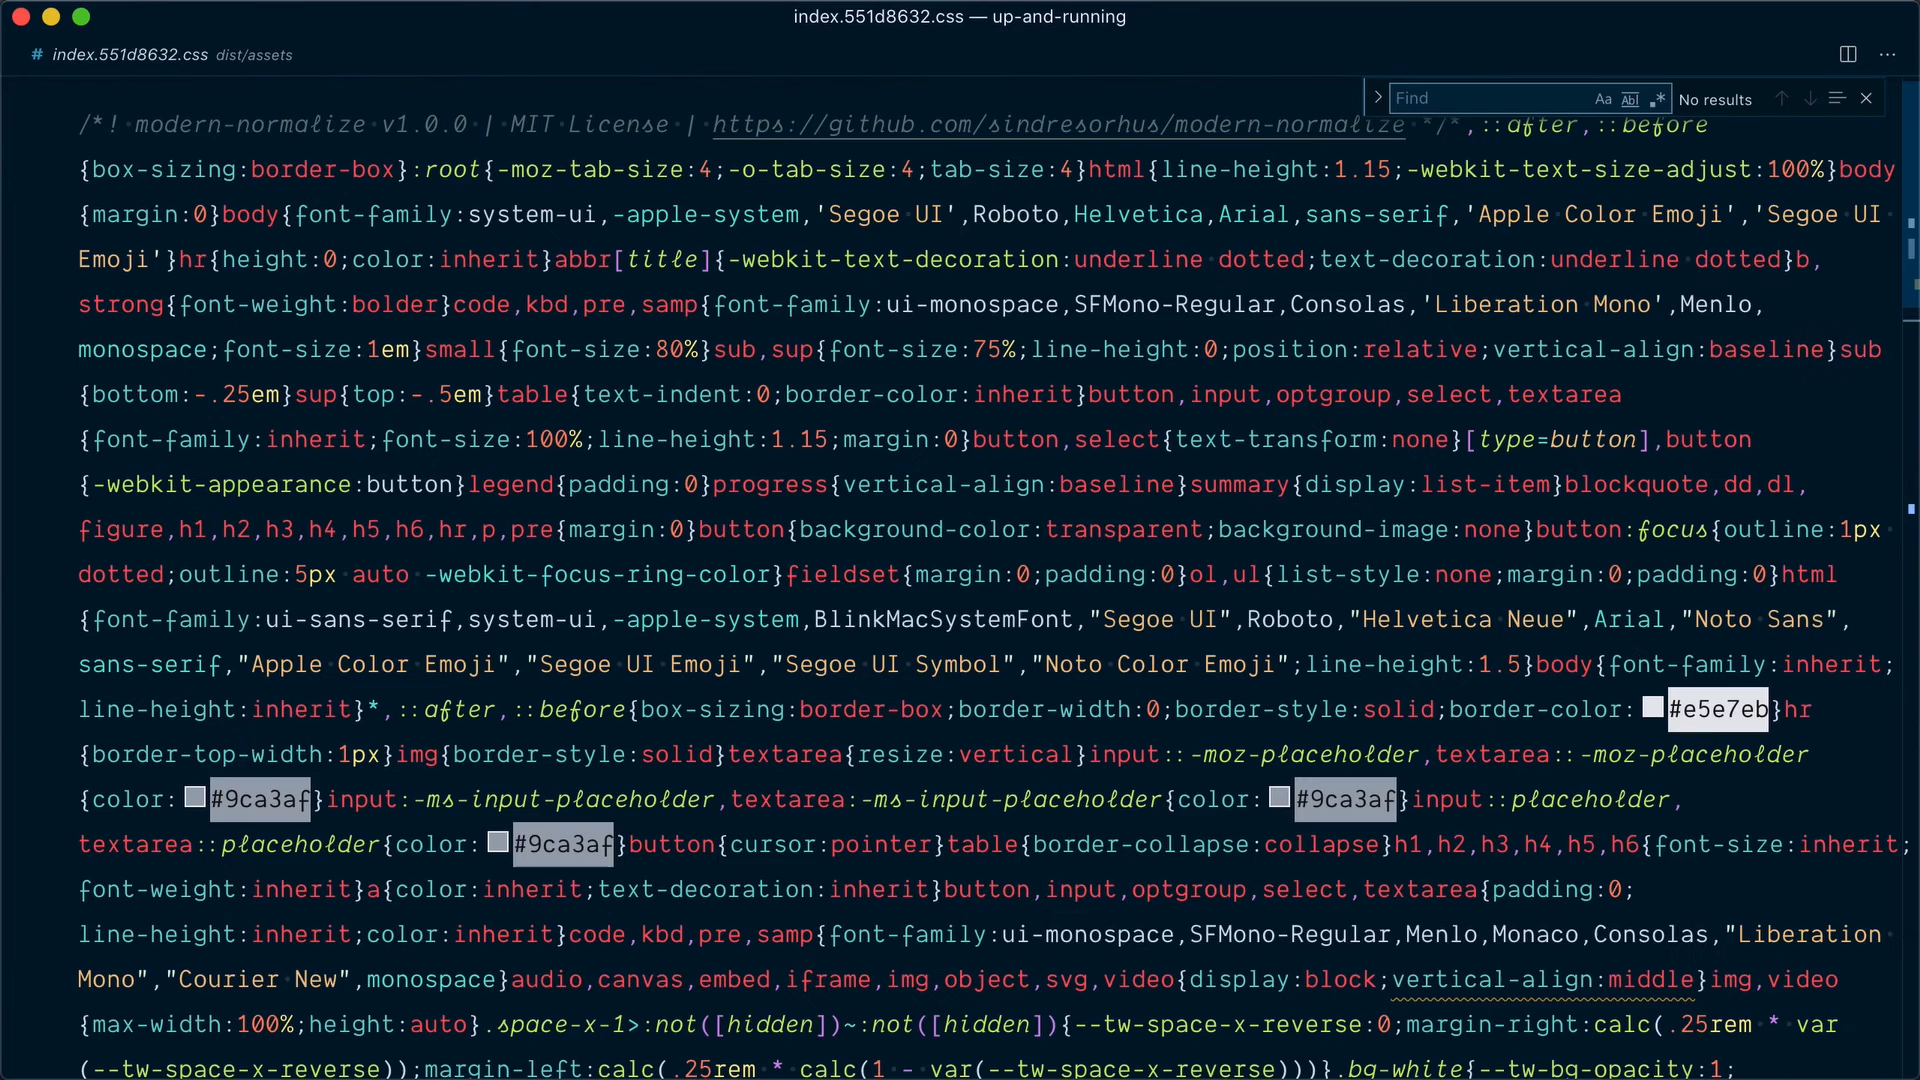 index.551d8632.css — up-and-running
# index.551d8632.css dist/assets
Find
Aa
Abl
.*
No results
/*! modern-normalize v1.0.0 | MIT License | https://github.com/sindresorhus/modern-normalize */*,::after,::before
{box-sizing:border-box}:root{-moz-tab-size:4;-o-tab-size:4;tab-size:4}html{line-height:1.15;-webkit-text-size-adjust:100%}body
{margin:0}body{font-family:system-ui,-apple-system,'Segoe UI',Roboto,Helvetica,Arial,sans-serif,'Apple Color Emoji','Segoe UI
Emoji'}hr{height:0;color:inherit}abbr[title]{-webkit-text-decoration:underline dotted;text-decoration:underline dotted}b,
strong{font-weight:bolder}code,kbd,pre,samp{font-family:ui-monospace,SFMono-Regular,Consolas,'Liberation Mono',Menlo,
monospace;font-size:1em}small{font-size:80%}sub,sup{font-size:75%;line-height:0;position:relative;vertical-align:baseline}sub
{bottom:-.25em}sup{top:-.5em}table{text-indent:0;border-color:inherit}button,input,optgroup,select,textarea
{font-family:inherit;font-size:100%;line-height:1.15;margin:0}button,select{text-transform:none}[type=button],button
{-webkit-appearance:button}legend{padding:0}progress{vertical-align:baseline}summary{display:list-item}blockquote,dd,dl,
figure,h1,h2,h3,h4,h5,h6,hr,p,pre{margin:0}button{background-color:transparent;background-image:none}button:focus{outline:1px
dotted;outline:5px auto -webkit-focus-ring-color}fieldset{margin:0;padding:0}ol,ul{list-style:none;margin:0;padding:0}html
{font-family:ui-sans-serif,system-ui,-apple-system,BlinkMacSystemFont,"Segoe UI",Roboto,"Helvetica Neue",Arial,"Noto Sans",
sans-serif,"Apple Color Emoji","Segoe UI Emoji","Segoe UI Symbol","Noto Color Emoji";line-height:1.5}body{font-family:inherit;
line-height:inherit}*,::after,::before{box-sizing:border-box;border-width:0;border-style:solid;border-color:#e5e7eb}hr
{border-top-width:1px}img{border-style:solid}textarea{resize:vertical}input::-moz-placeholder,textarea::-moz-placeholder
{color:#9ca3af}input:-ms-input-placeholder,textarea:-ms-input-placeholder{color:#9ca3af}input::placeholder,
textarea::placeholder{color:#9ca3af}button{cursor:pointer}table{border-collapse:collapse}h1,h2,h3,h4,h5,h6{font-size:inherit;
font-weight:inherit}a{color:inherit;text-decoration:inherit}button,input,optgroup,select,textarea{padding:0;
line-height:inherit;color:inherit}code,kbd,pre,samp{font-family:ui-monospace,SFMono-Regular,Menlo,Monaco,Consolas,"Liberation
Mono","Courier New",monospace}audio,canvas,embed,iframe,img,object,svg,video{display:block;vertical-align:middle}img,video
{max-width:100%;height:auto}.space-x-1>:not([hidden])~:not([hidden]){--tw-space-x-reverse:0;margin-right:calc(.25rem * var
(--tw-space-x-reverse));margin-left:calc(.25rem * calc(1 - var(--tw-space-x-reverse)))}.bg-white{--tw-bg-opacity:1;